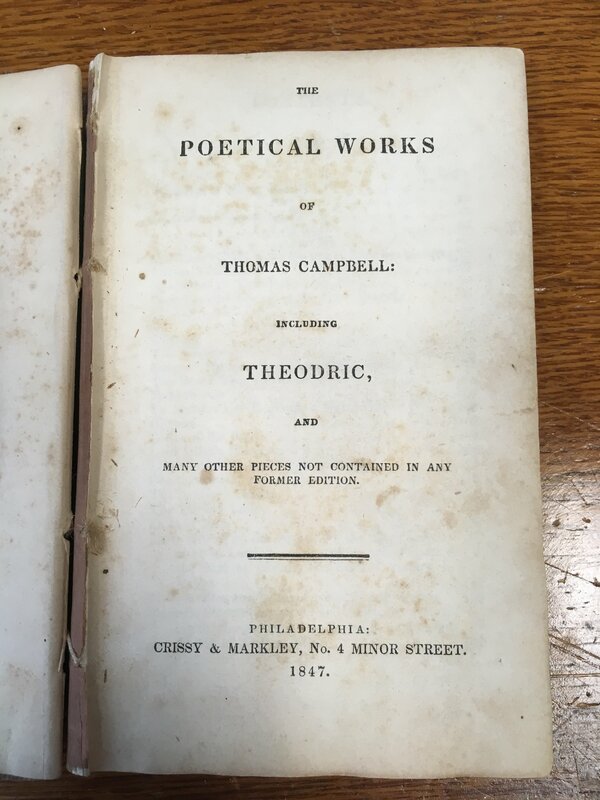 THE
POETICAL WORKS
OF
THOMAS CAMPBELL:
INCLUDING
THEODRIC,
AND
MANY OTHER PIECES NOT CONTAINED IN ANY
FORMER EDITION.
PHILADELPHIA:
CRISSY & MARKLEY, No. 4 MINOR STREET.
1847.